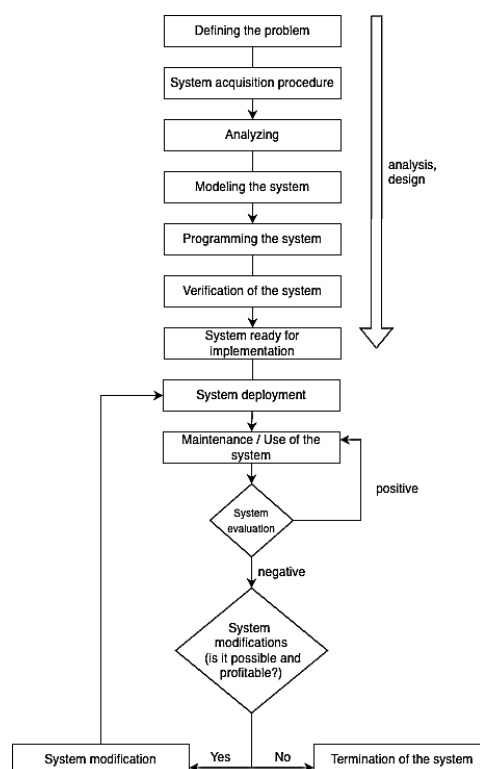 Defining the problem
System acquisition procedure
Analyzing
analysis,
design
Modeling the system
Programming the system
Verification of the system
System ready for
implementation
System deployment
Maintenance / Use of the
system
positive
System
evaluation
negative
System
modifications
(is it possible and
profitable?)
System modification
Yes
No
Termination of the system